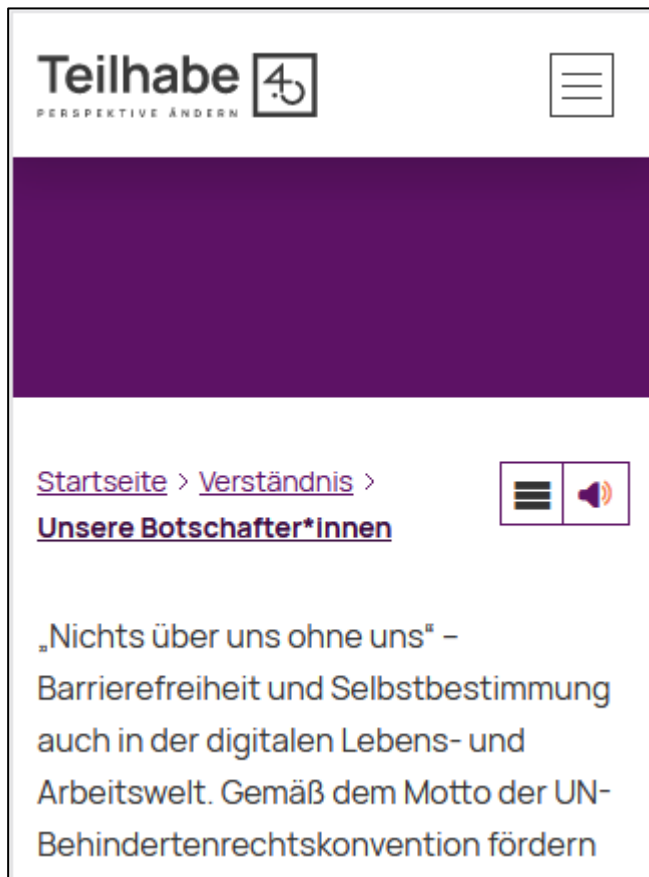 Teilhabe 4.0
PERSPEKTIVE ÄNDERN
Startseite > Verständnis >
Unsere Botschafter*innen
„Nichts über uns ohne uns“ –
Barrierefreiheit und Selbstbestimmung
auch in der digitalen Lebens- und
Arbeitswelt. Gemäß dem Motto der UN-
Behindertenrechtskonvention fördern